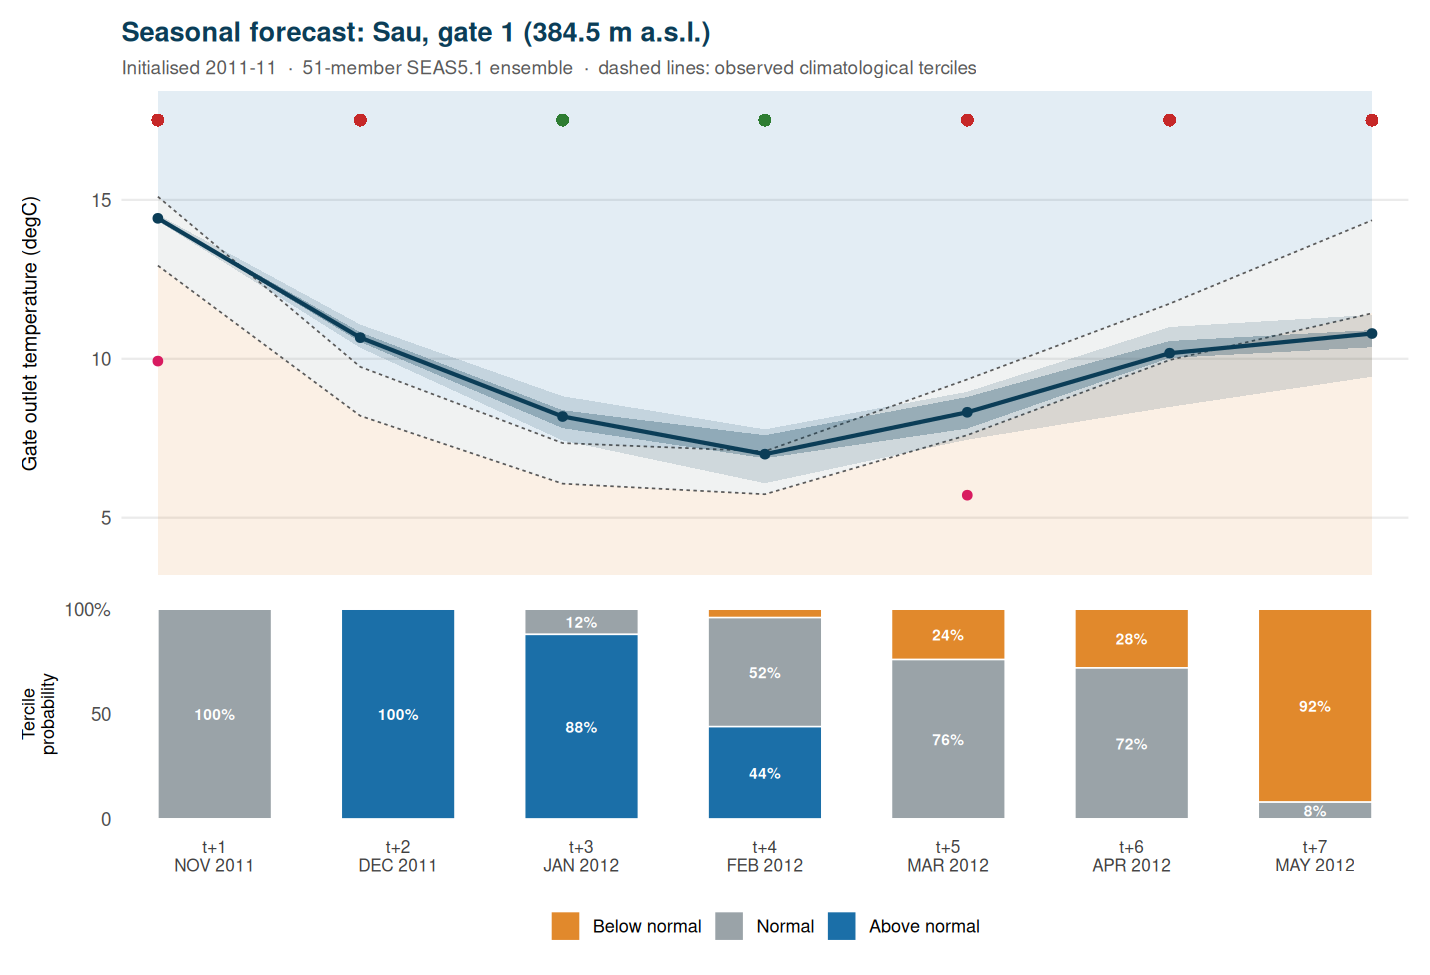 Seasonal forecast: Sau, gate 1 (384.5 m a.s.l.)
Initialised 2011-11 · 51-member SEAS5.1 ensemble · dashed lines: observed climatological terciles
Gate outlet temperature (degC)
15
10
5
Tercile
probability
100%
50
0
100%
100%
12%
88%
52%
44%
24%
76%
28%
72%
92%
8%
t+1
NOV 2011
t+2
DEC 2011
t+3
JAN 2012
t+4
FEB 2012
t+5
MAR 2012
t+6
APR 2012
t+7
MAY 2012
Below normal
Normal
Above normal